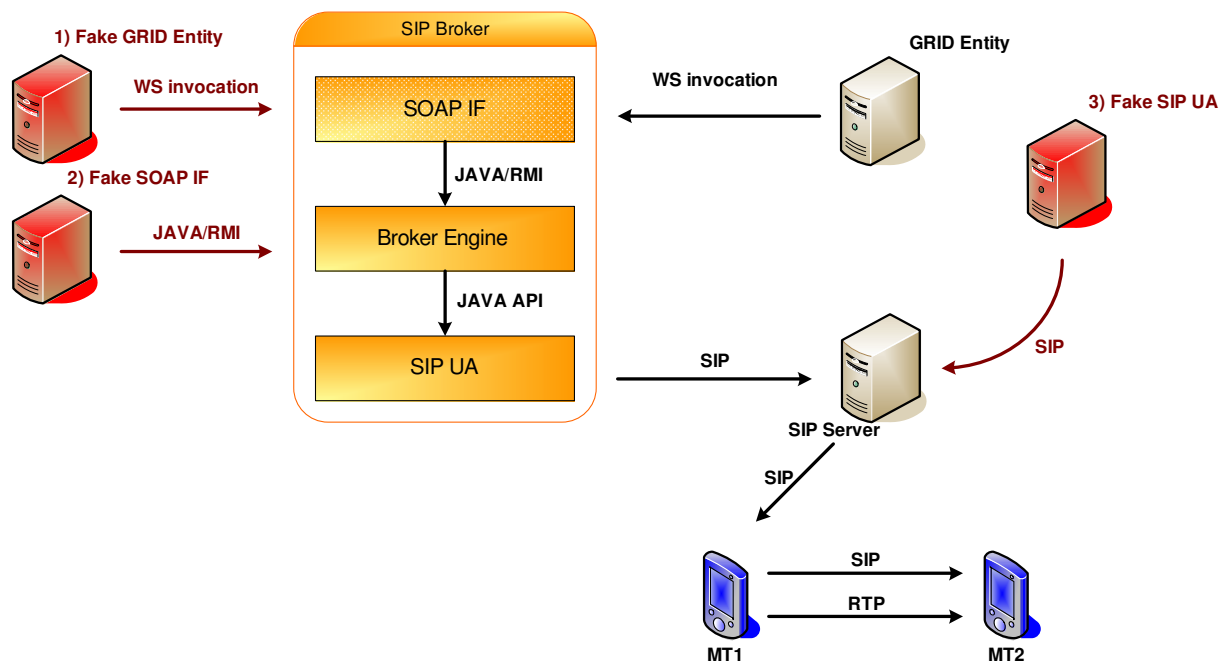 1) Fake GRID Entity
SIP Broker
GRID Entity
WS invocation
SOAP IF
WS invocation
3) Fake SIP UA
JAVA/RMI
2) Fake SOAP IF
JAVA/RMI
Broker Engine
JAVA API
SIP UA
SIP
SIP
SIP Server
SIP
SIP
RTP
MT1
MT2